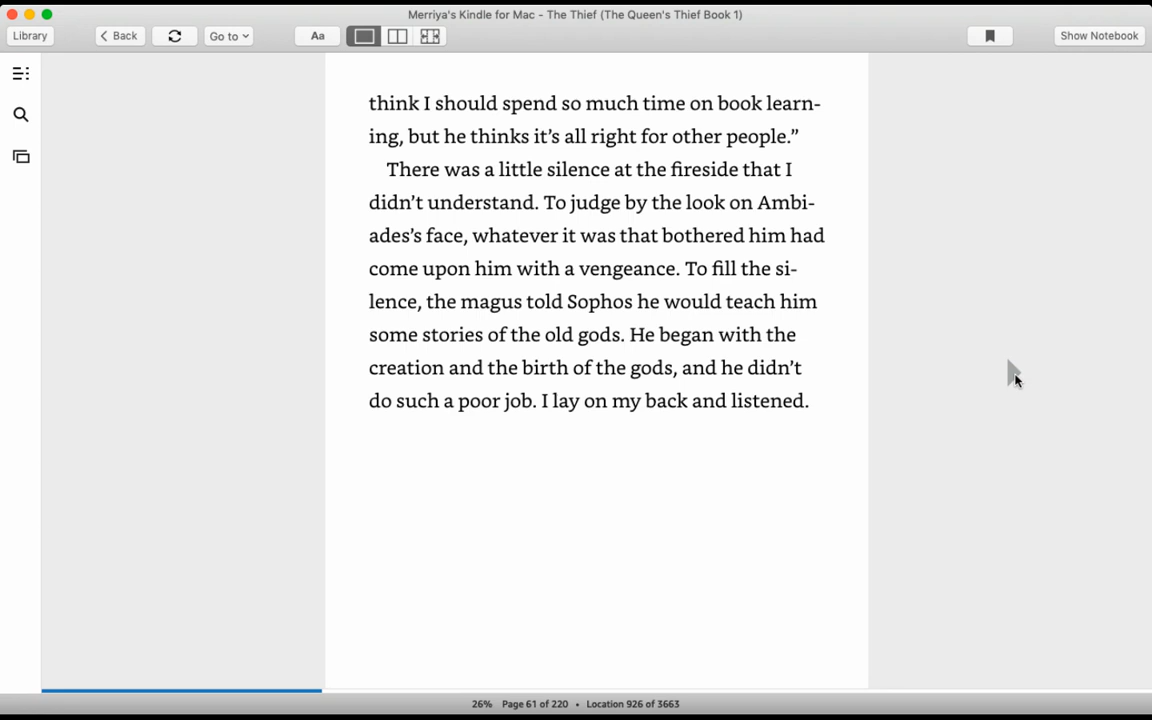 Merriya's Kindle for Mac - The Thief (The Queen's Thief Book 1)
Library
Back
Go to
Aa
Show Notebook
think I should spend so much time on book learn-
ing, but he thinks it’s all right for other people.”
There was a little silence at the fireside that I
didn’t understand. To judge by the look on Ambi-
ades’s face, whatever it was that bothered him had
come upon him with a vengeance. To fill the si-
lence, the magus told Sophos he would teach him
some stories of the old gods. He began with the
creation and the birth of the gods, and he didn’t
do such a poor job. I lay on my back and listened.
26% Page 61 of 220 • Location 926 of 3663